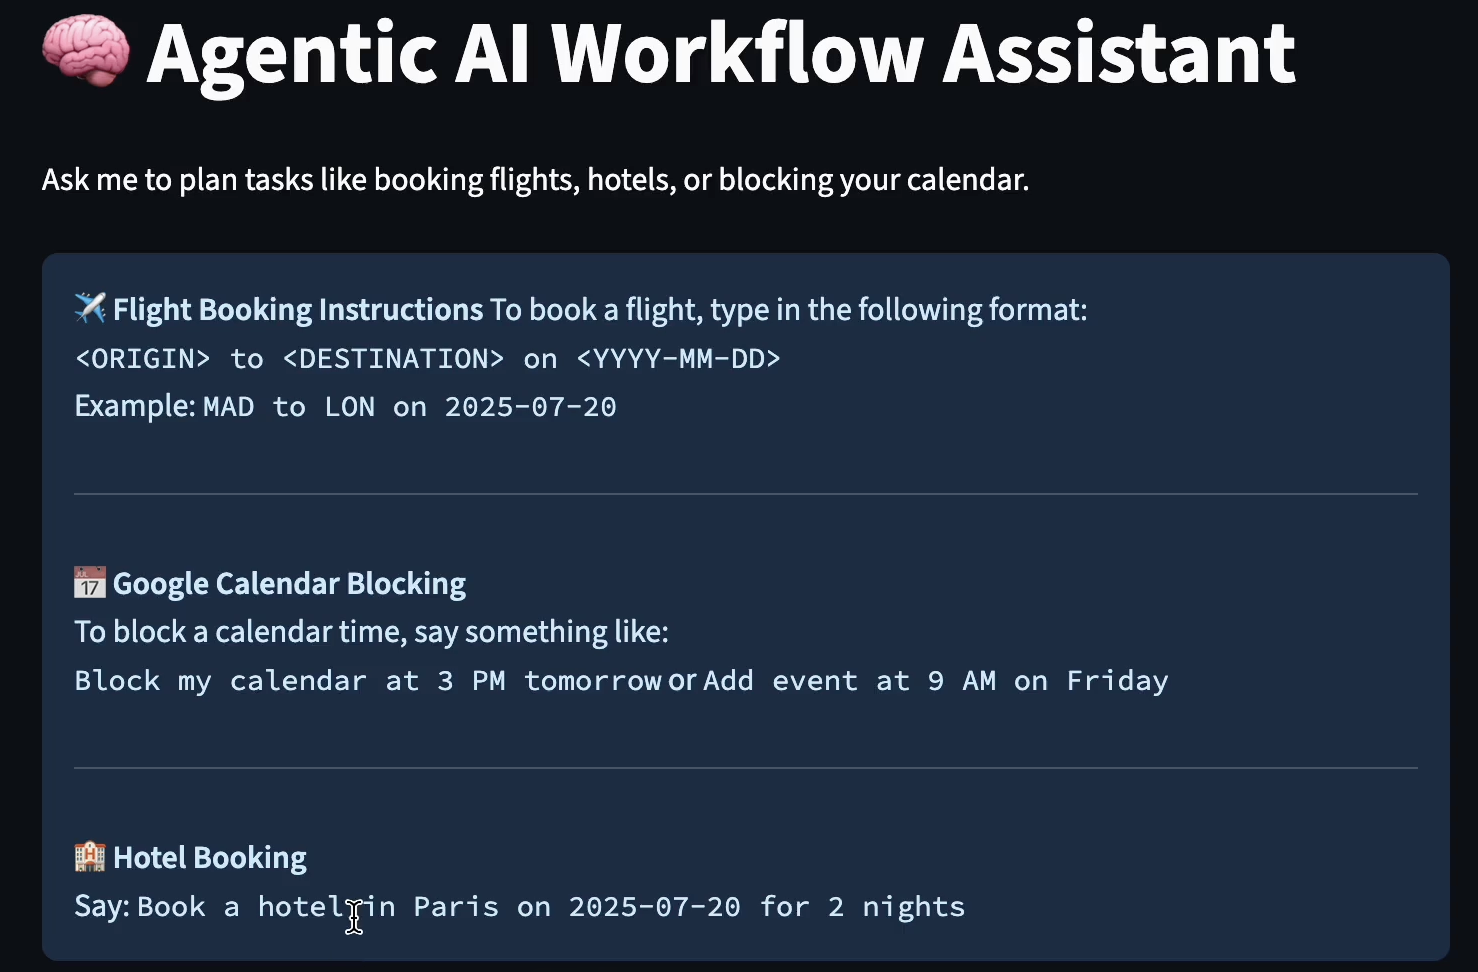 Agentic AI Workflow Assistant
Ask me to plan tasks like booking flights, hotels, or blocking your calendar.
Flight Booking Instructions To book a flight, type in the following format:
<ORIGIN> to <DESTINATION> on <YYYY-MM-DD>
Example: MAD to LON on 2025-07-20
JUL
17
Google Calendar Blocking
To block a calendar time, say something like:
Block my calendar at 3 PM tomorrow or Add event at 9 AM on Friday
H
Hotel Booking
Say: Book a hotel in Paris on 2025-07-20 for 2 nights